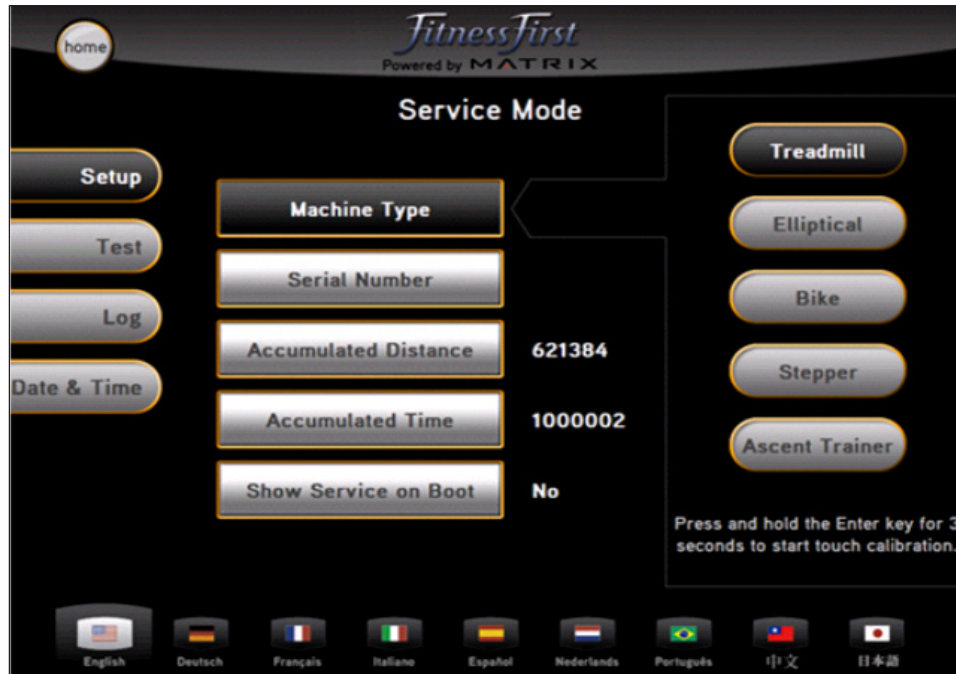 home
FitnessFirst
Powered by MATRIX
Service Mode
Setup
Test
Log
Date & Time
Machine Type
Serial Number
Accumulated Distance 621384
Accumulated Time 1000002
Show Service on Boot No
Treadmill
Elliptical
Bike
Stepper
Ascent Trainer
Press and hold the Enter key for 3
seconds to start touch calibration.
English Deutsch Français Italiano Español Nederlands Português 中文 日本語